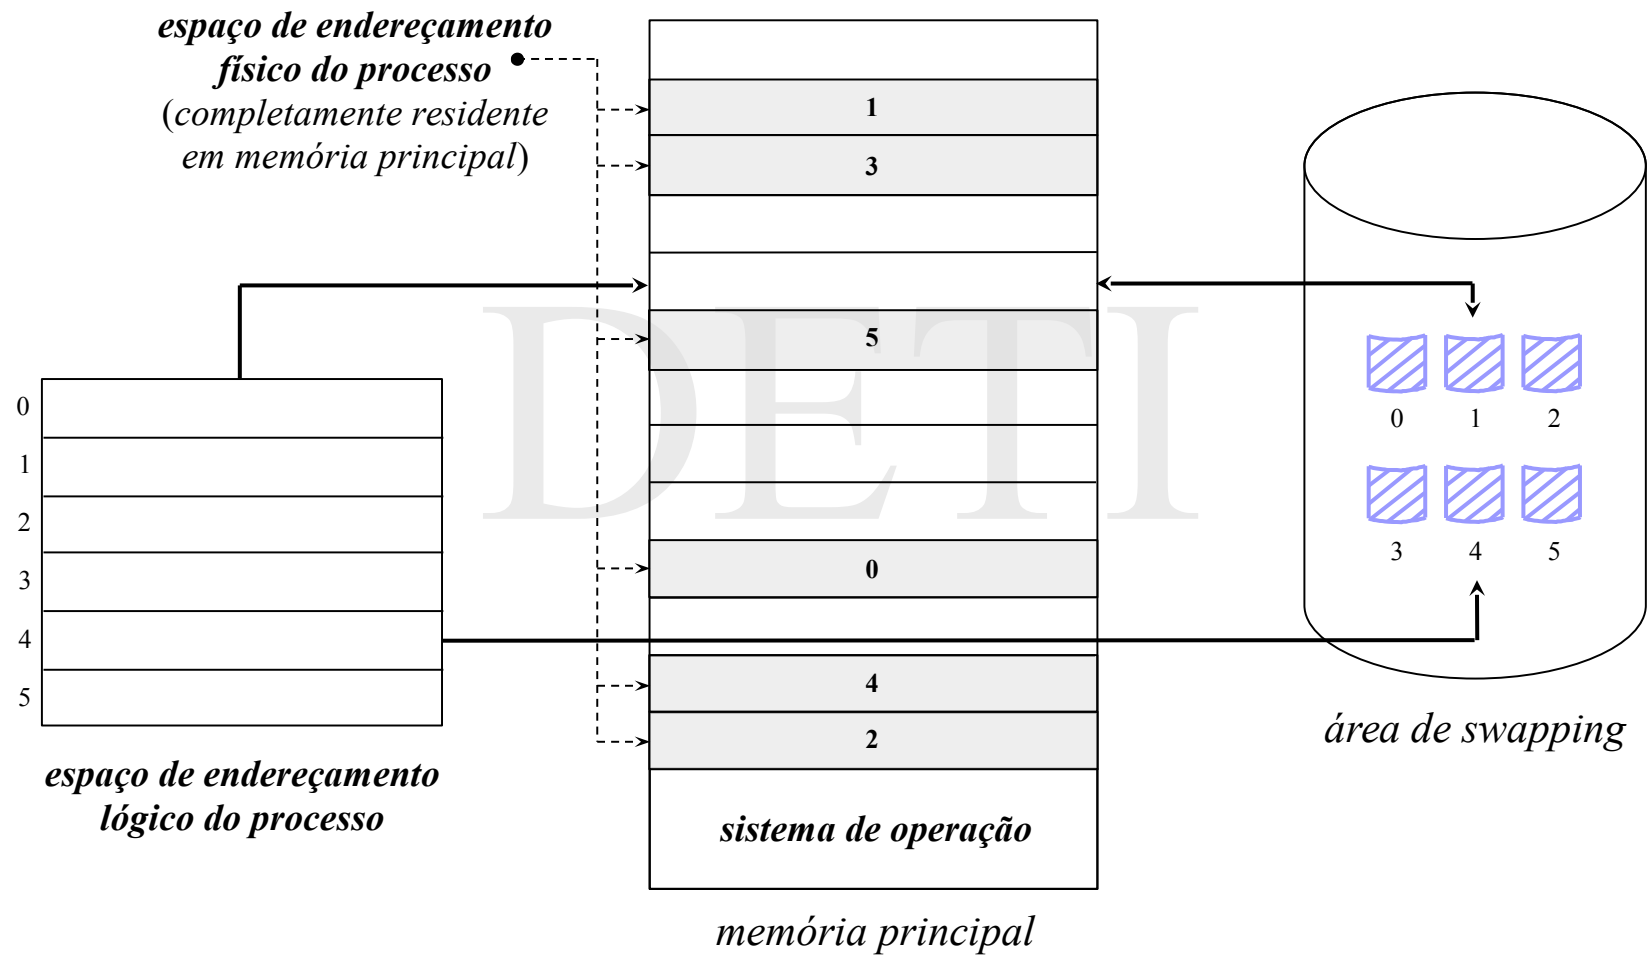 espaço de endereçamento
físico do processo
(completamente residente
em memória principal)
1
3
5
0
4
2
sistema de operação
memória principal
0
1
2
3
4
5
espaço de endereçamento
lógico do processo
0 1 2
3 4 5
área de swapping
DETI